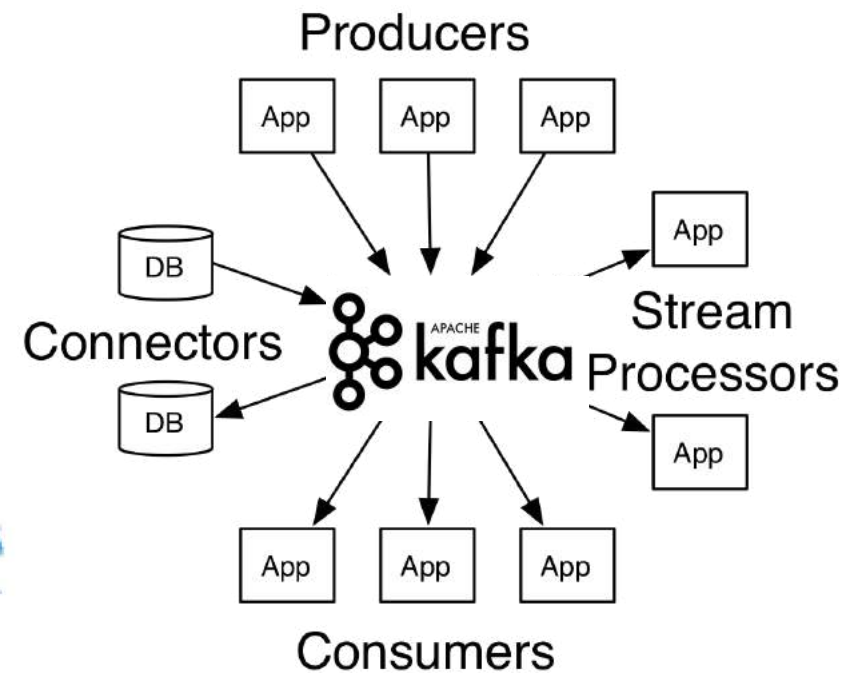 Producers
App
App
App
DB
App
Connectors
APACHE
kafka
Stream
Processors
DB
App
App
App
App
Consumers